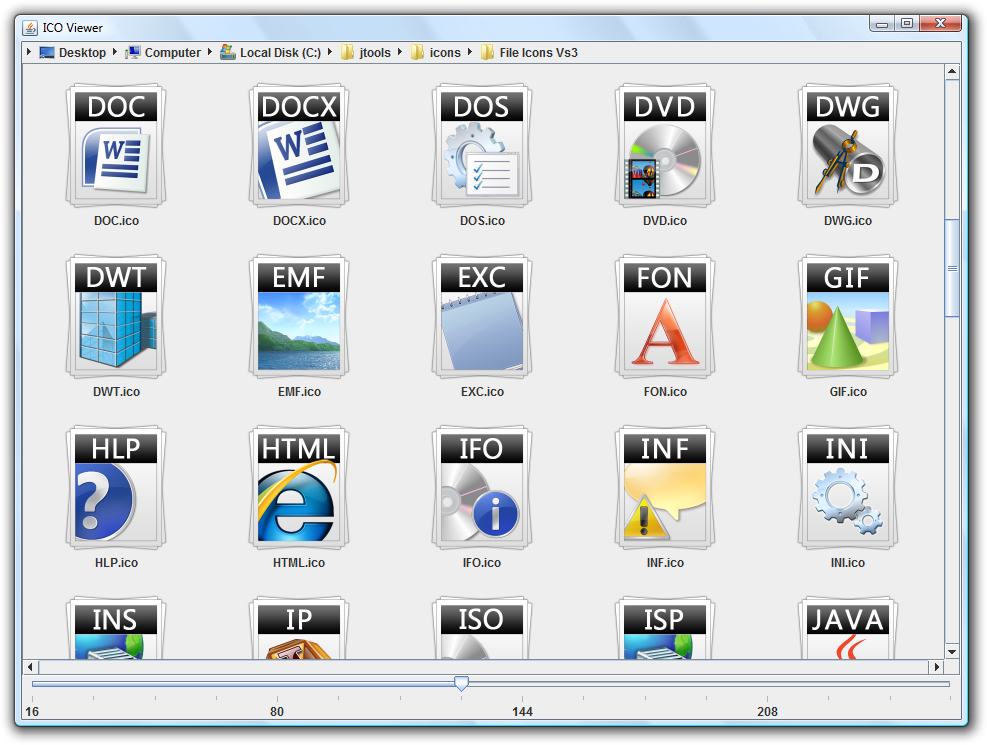 ICO Viewer
Desktop Computer Local Disk (C:) jtools icons File Icons Vs3
DOC DOCX DOS DVD DWG
W W D
DOC.ico DOCX.ico DOS.ico DVD.ico DWG.ico
DWT EMF EXC FON GIF
A
DWT.ico EMF.ico EXC.ico FON.ico GIF.ico
HLP HTML IFO INF INI
? e i !
HLP.ico HTML.ico IFO.ico INF.ico INI.ico
INS IP ISO ISP JAVA
16 80 144 208